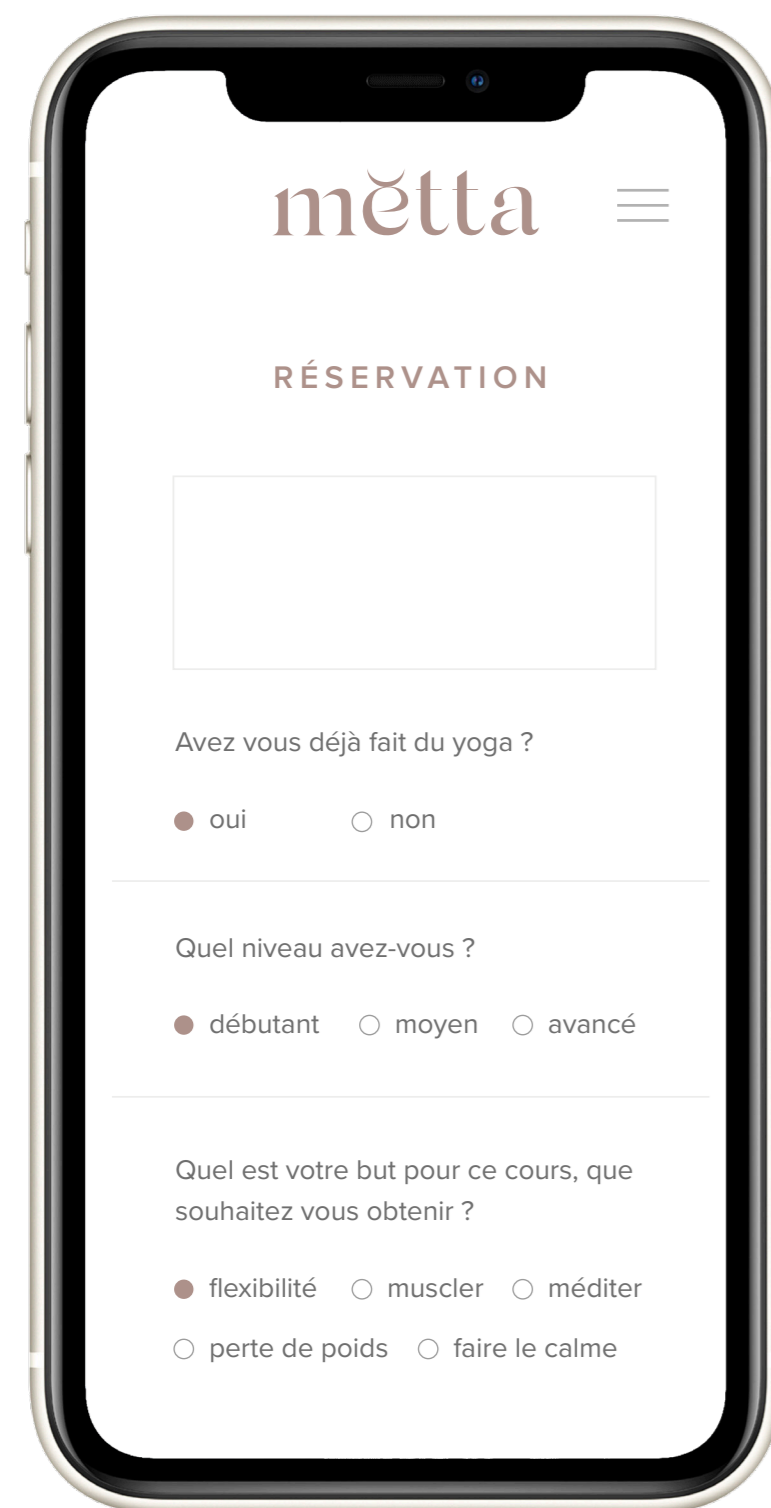 mĕtta
RÉSERVATION
Avez vous déjà fait du yoga ?
oui non
Quel niveau avez-vous ?
débutant moyen avancé
Quel est votre but pour ce cours, que
souhaitez vous obtenir ?
flexibilité muscler méditer
perte de poids faire le calme